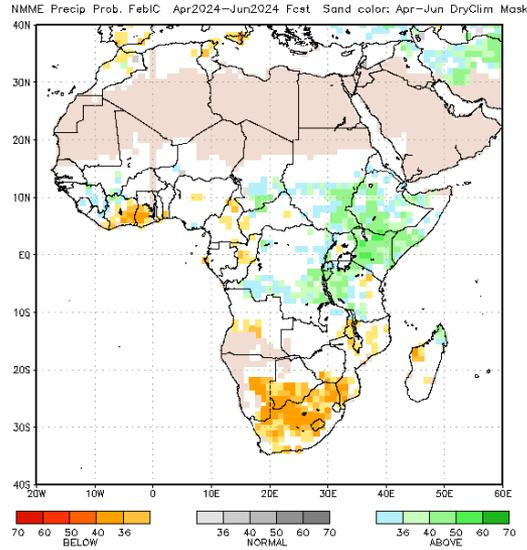 NMME Precip Prob. FebIC Apr2024-Jun2024 Fcst Sand color: Apr-Jun DryClim Mask
40N
30N
20N
10N
EQ
10S
20S
30S
40S
20W 10W 0 10E 20E 30E 40E 50E 60E
70 60 50 40 36 36 40 50 60 70 36 40 50 60 70
BELOW NORMAL ABOVE